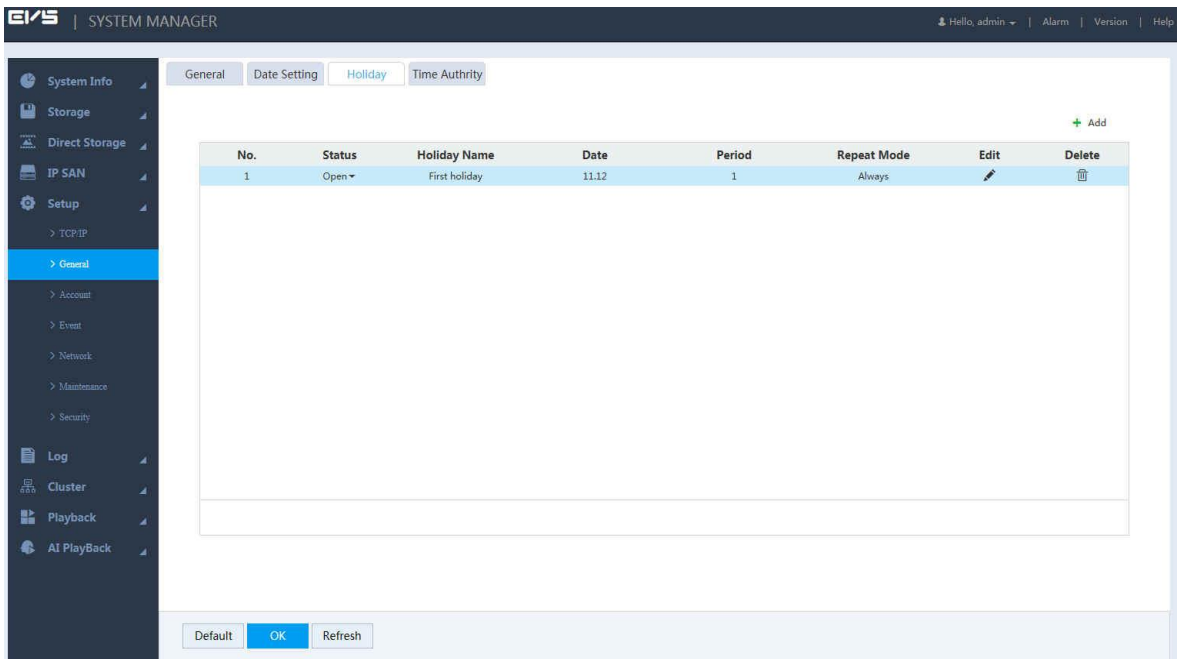 EVS | SYSTEM MANAGER
Hello, admin | Alarm | Version | Help
General Date Setting Holiday Time Authrity
System Info
Storage
Direct Storage
IP SAN
Setup
> TCP/IP
> General
> Account
> Event
> Network
> Maintenance
> Security
Log
Cluster
Playback
AI PlayBack
+ Add
No. Status Holiday Name Date Period Repeat Mode Edit Delete
1 Open First holiday 11.12 1 Always
Default OK Refresh